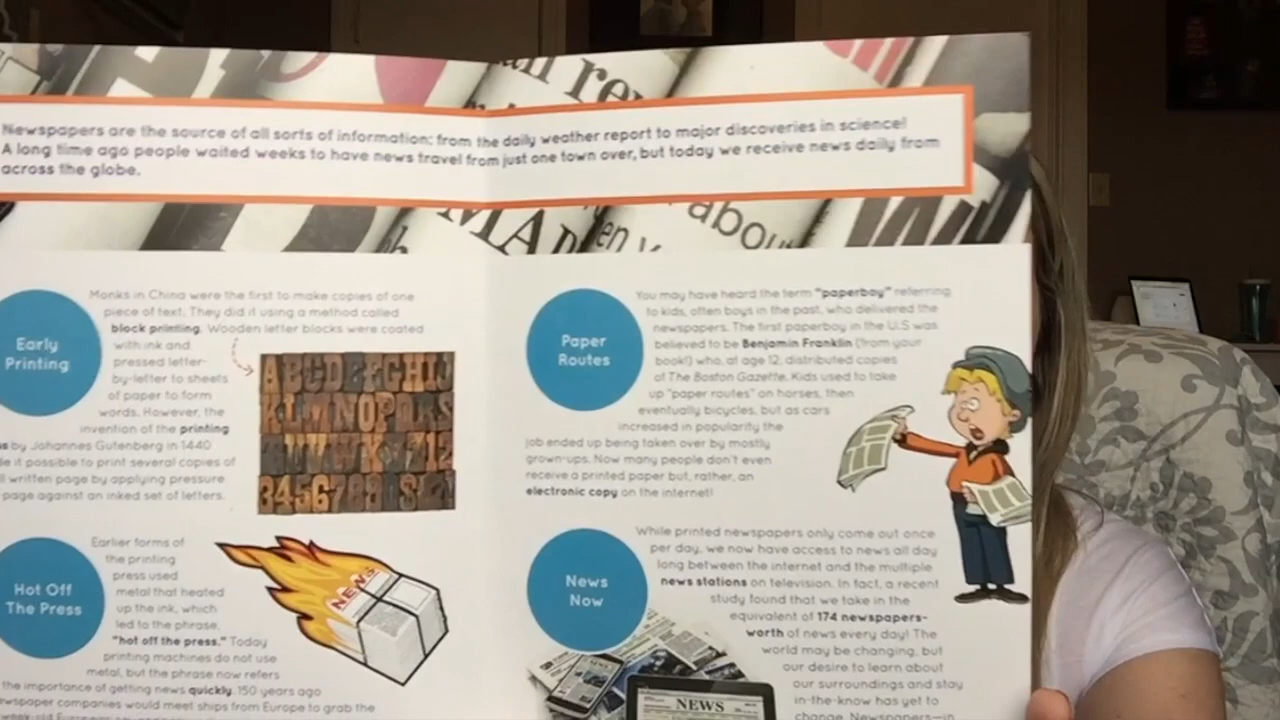 Newspapers are the source of all sorts of information; from the daily weather report to major discoveries in science!
A long time ago people waited weeks to have news travel from just one town over, but today we receive news daily from
across the globe.
Early
Printing
Monks in China were the first to make copies of one
piece of text. They did it using a method called
block printing. Wooden letter blocks were coated
with ink and
pressed letter-
by-letter to sheets
of paper to form
words. However, the
invention of the printing
by Johannes Gutenberg in 1440
it possible to print several copies of
written page by applying pressure
page against an inked set of letters.
ABCDEFGHIJ
Hot Off
The Press
Earlier forms of
the printing
press used
metal that heated
up the ink, which
led to the phrase,
"hot off the press." Today
printing machines do not use
metal, but the phrase now refers
the importance of getting news quickly. 150 years ago
companies would meet ships from Europe to grab the
NEWS
Paper
Routes
You may have heard the term "paperboy" referring
to kids, often boys in the past, who delivered the
newspapers. The first paperboy in the U.S was
believed to be Benjamin Franklin (from your
book!) who, at age 12, distributed copies
of The Boston Gazette. Kids used to take
up "paper routes" on horses, then
eventually bicycles, but as cars
increased in popularity the
job ended up being taken over by mostly
grown-ups. Now many people don't even
receive a printed paper but, rather, an
electronic copy on the internet!
News
Now
While printed newspapers only come out once
per day, we now have access to news all day
long between the internet and the multiple
news stations on television. In fact, a recent
study found that we take in the
equivalent of 174 newspapers-
worth of news every day! The
world may be changing, but
our desire to learn about
our surroundings and stay
in-the-know has yet to
change. Newspapers—in
NEWS